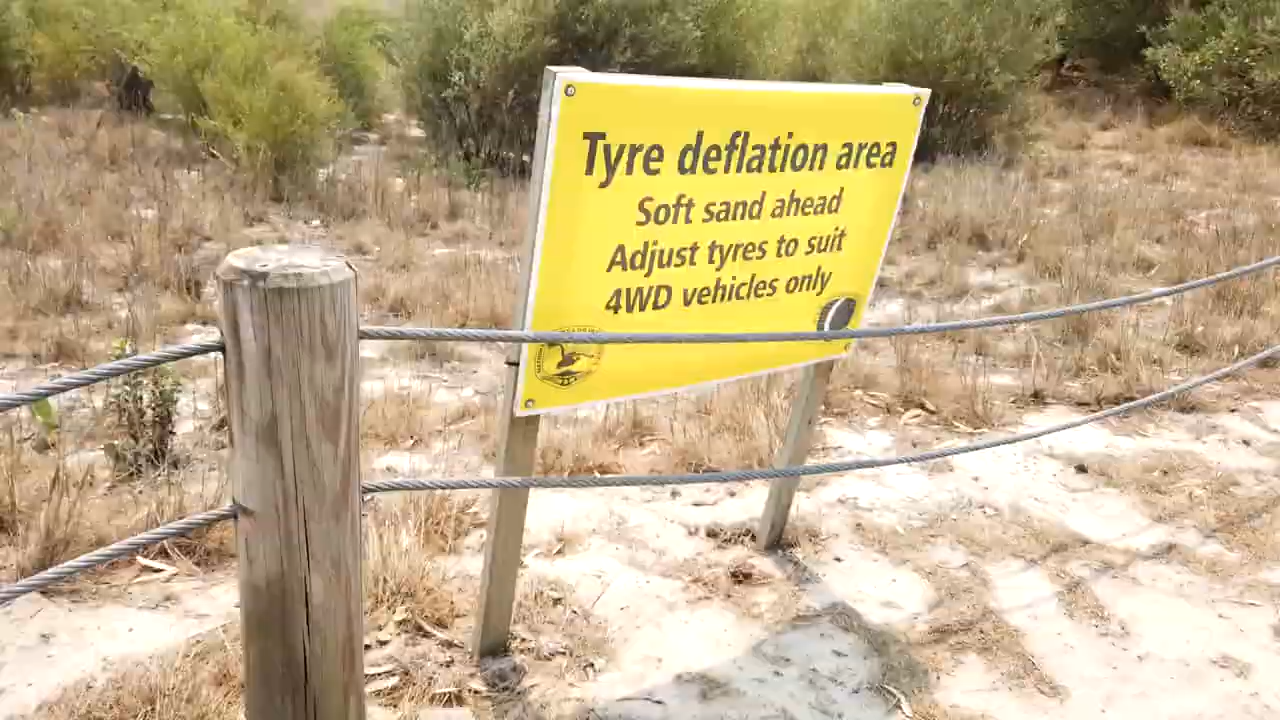 Tyre deflation area
Soft sand ahead
Adjust tyres to suit
4WD vehicles only